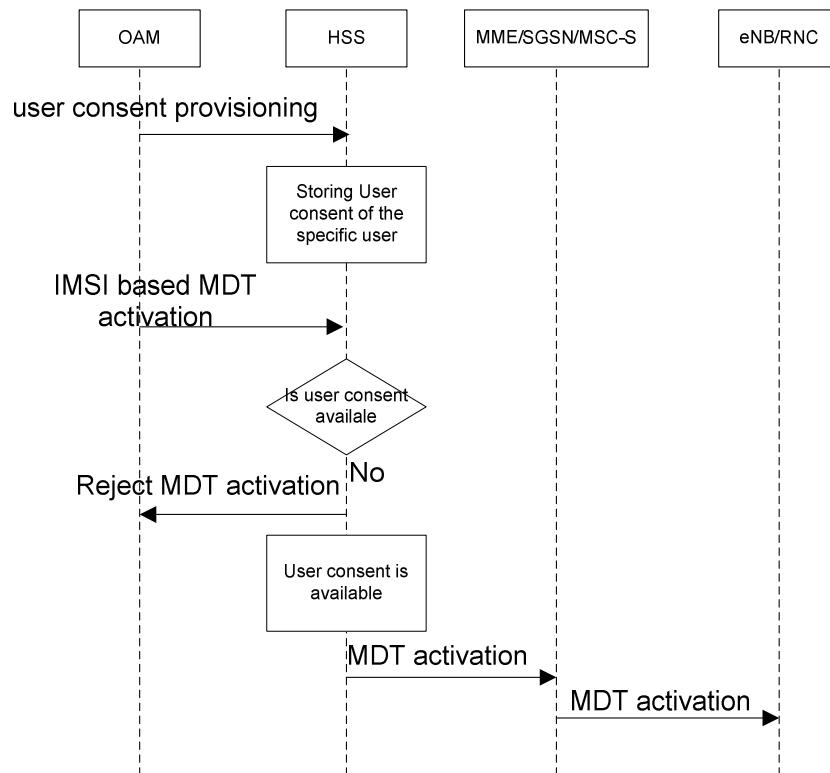 OAM
HSS
MME/SGSN/MSC-S
eNB/RNC
user consent provisioning
Storing User
consent of the
specific user
IMSI based MDT
activation
Is user consent
availale
No
Reject MDT activation
User consent is
available
MDT activation
MDT activation